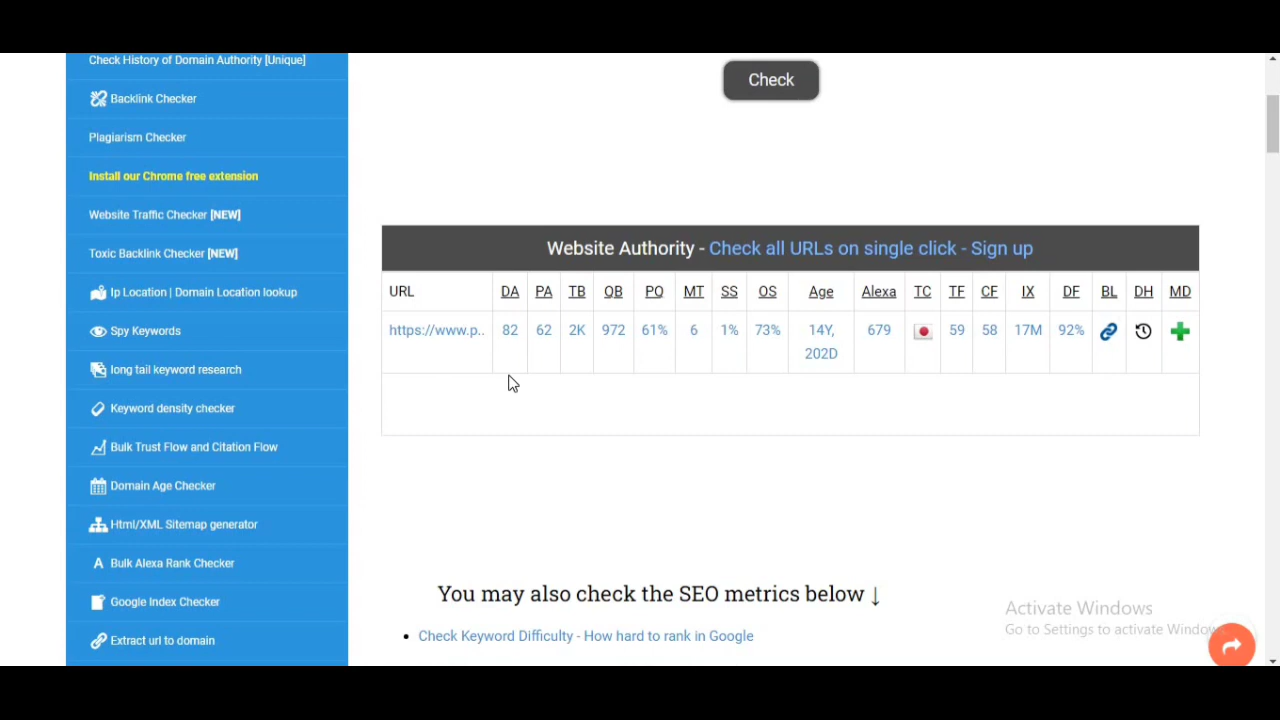 Check History of Domain Authority [Unique]
Backlink Checker
Plagiarism Checker
Install our Chrome free extension
Website Traffic Checker [NEW]
Toxic Backlink Checker [NEW]
Ip Location | Domain Location lookup
Spy Keywords
long tail keyword research
Keyword density checker
Bulk Trust Flow and Citation Flow
Domain Age Checker
Html/XML Sitemap generator
Bulk Alexa Rank Checker
Google Index Checker
Extract url to domain
Check
Website Authority - Check all URLs on single click - Sign up
URL DA PA TB QB PQ MT SS OS Age Alexa TC TF CF IX DF BL DH MD
https://www.p.. 82 62 2K 972 61% 6 1% 73% 14Y, 679 59 58 17M 92%
202D
You may also check the SEO metrics below ↓
• Check Keyword Difficulty - How hard to rank in Google
Activate Windows
Go to Settings to activate Window